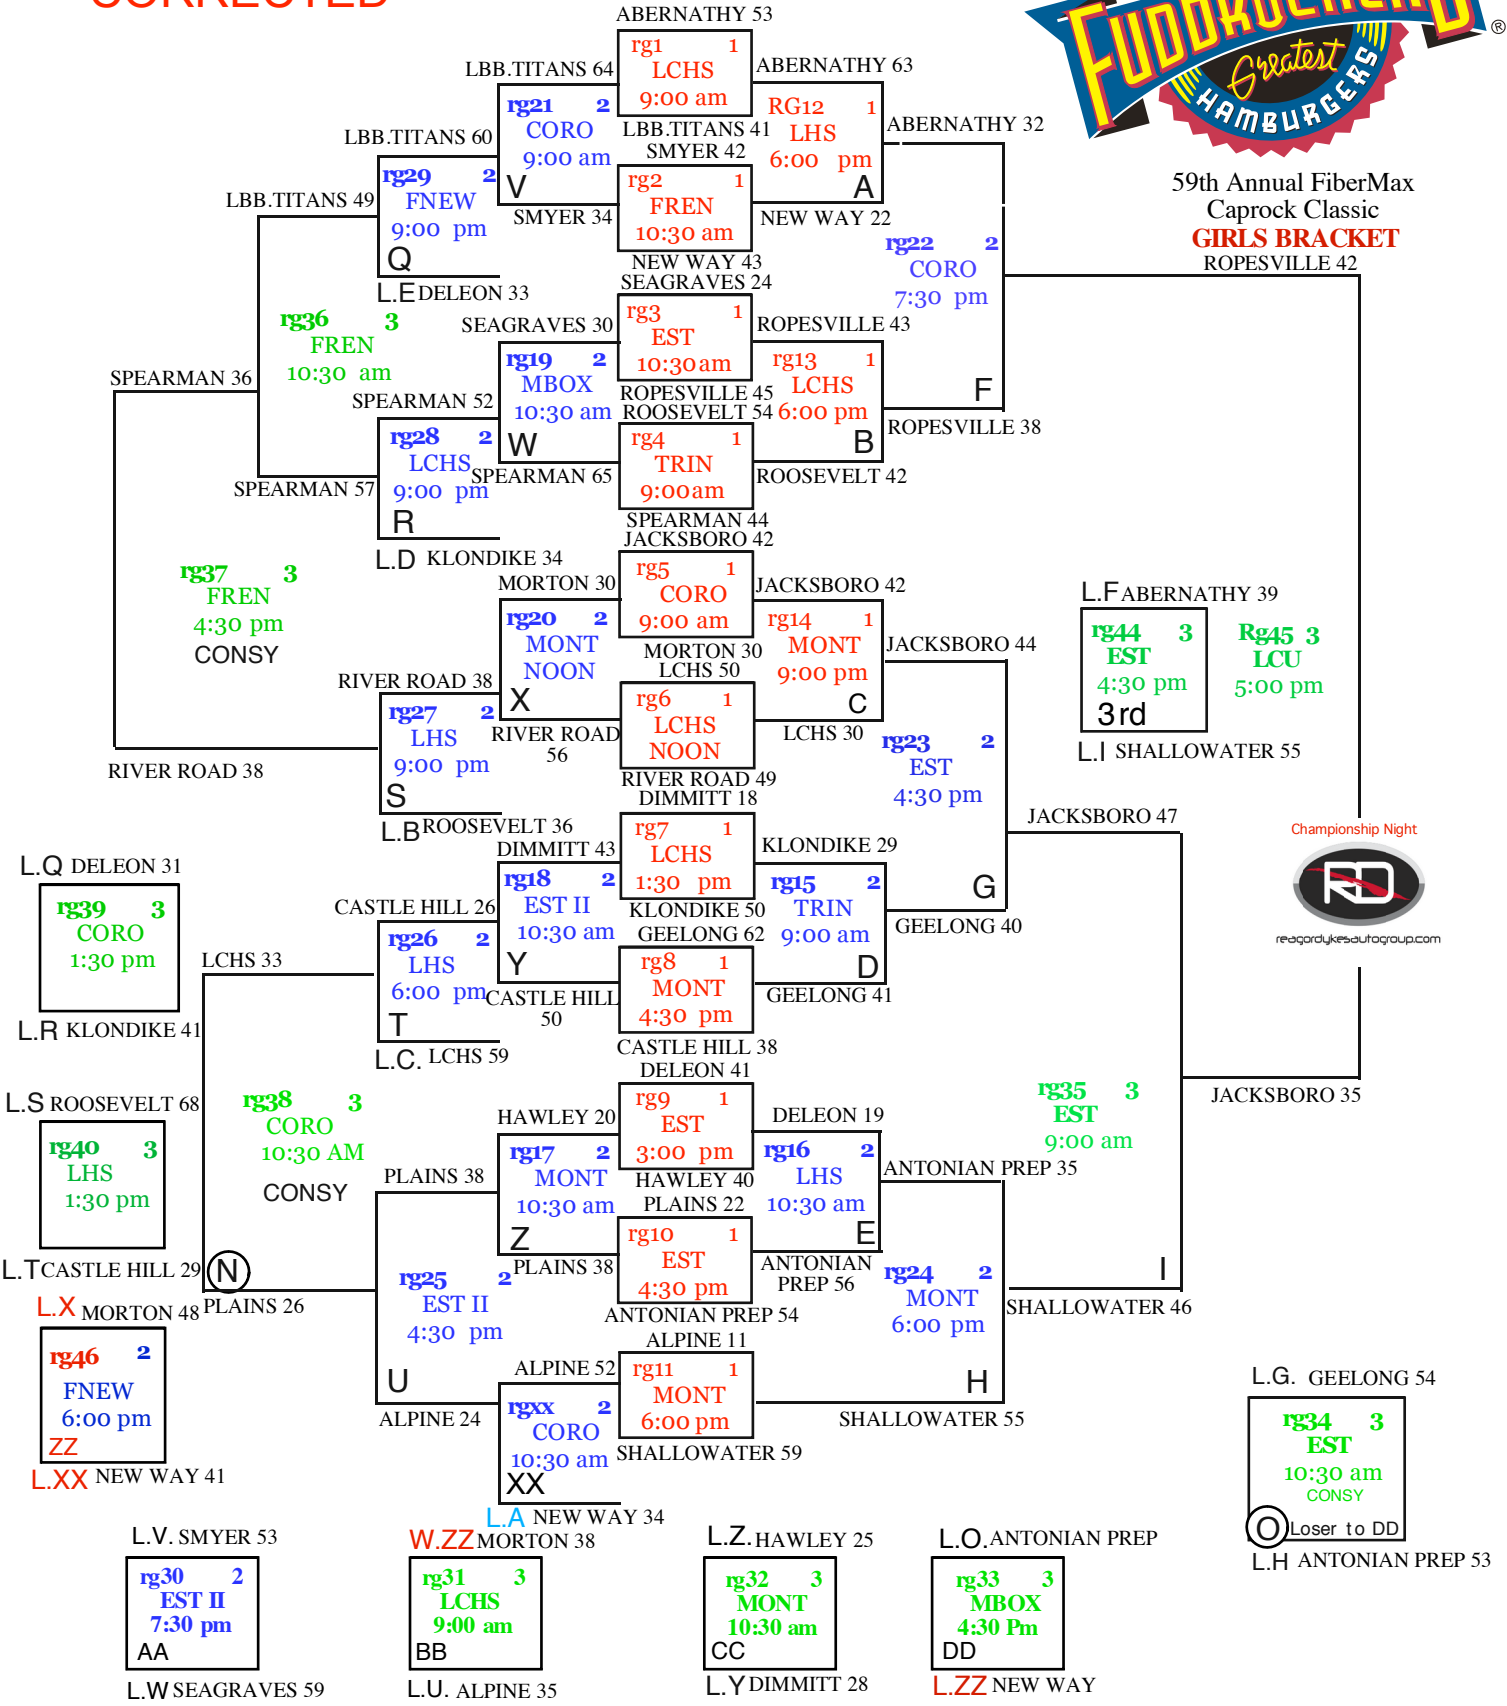 CORRECTED
FUDDRUCKERS
®
Greatest
HAMBURGERS
59th Annual FiberMax
Caprock Classic
GIRLS BRACKET
ROPESVILLE 42
ABERNATHY 53
rg1 1
LCHS
9:00 am
LBB.TITANS 41
SMYER 42
rg2 1
FREN
10:30 am
NEW WAY 43
SEAGRAVES 24
rg3 1
EST
10:30 am
ROPESVILLE 45
ROOSEVELT 54
rg4 1
TRIN
9:00am
SPEARMAN 44
JACKSBORO 42
rg5 1
CORO
9:00 am
MORTON 30
LCHS 50
rg6 1
LCHS
NOON
RIVER ROAD 49
DIMMITT 18
rg7 1
LCHS
1:30 pm
KLONDIKE 50
GEELONG 62
rg8 1
MONT
4:30 pm
CASTLE HILL 38
DELEON 41
rg9 1
EST
3:00 pm
HAWLEY 40
PLAINS 22
rg10 1
EST
4:30 pm
ANTONIAN PREP 54
ALPINE 11
rg11 1
MONT
6:00 pm
SHALLOWATER 59
ABERNATHY 63
RG12 1
LHS
6:00 pm
A
NEW WAY 22
ROPESVILLE 43
rg13 1
LCHS
6:00 pm
B
ROOSEVELT 42
JACKSBORO 42
rg14 1
MONT
9:00 pm
C
LCHS 30
KLONDIKE 29
rg15 2
TRIN
9:00 am
D
GEELONG 41
DELEON 19
rg16 2
LHS
10:30 am
E
ANTONIAN
PREP 56
ABERNATHY 32
rg22 2
CORO
7:30 pm
F
ROPESVILLE 38
JACKSBORO 44
rg23 2
EST
4:30 pm
G
GEELONG 40
ANTONIAN PREP 35
rg24 2
MONT
6:00 pm
H
SHALLOWATER 55
JACKSBORO 47
rg35 3
EST
9:00 am
I
SHALLOWATER 46
JACKSBORO 35
L.F ABERNATHY 39
rg44 3
EST
4:30 pm
3rd
L.I SHALLOWATER 55
Rg45 3
LCU
5:00 pm
Championship Night
RD
reagordykesautogroup.com
LBB.TITANS 64
rg21 2
CORO
9:00 am
V
SMYER 34
SEAGRAVES 30
rg19 2
MBOX
10:30 am
W
SPEARMAN 65
MORTON 30
rg20 2
MONT
NOON
X
RIVER ROAD
56
DIMMITT 43
rg18 2
EST II
10:30 am
Y
CASTLE HILL
50
HAWLEY 20
rg17 2
MONT
10:30 am
Z
PLAINS 38
ALPINE 52
rgxx 2
CORO
10:30 am
XX
L.A NEW WAY 34
LBB.TITANS 60
rg29 2
FNEW
9:00 pm
Q
L.E DELEON 33
SPEARMAN 52
rg28 2
LCHS
9:00 pm
R
L.D KLONDIKE 34
RIVER ROAD 38
rg27 2
LHS
9:00 pm
S
L.B ROOSEVELT 36
CASTLE HILL 26
rg26 2
LHS
6:00 pm
T
L.C. LCHS 59
PLAINS 38
rg25 2
EST II
4:30 pm
U
ALPINE 24
LBB.TITANS 49
rg36 3
FREN
10:30 am
SPEARMAN 57
SPEARMAN 36
rg37 3
FREN
4:30 pm
CONSY
RIVER ROAD 38
LCHS 33
rg38 3
CORO
10:30 AM
CONSY
N
PLAINS 26
L.Q DELEON 31
rg39 3
CORO
1:30 pm
L.R KLONDIKE 41
L.S ROOSEVELT 68
rg40 3
LHS
1:30 pm
L.T CASTLE HILL 29
L.X MORTON 48
rg46 2
FNEW
6:00 pm
ZZ
L.XX NEW WAY 41
L.G. GEELONG 54
rg34 3
EST
10:30 am
CONSY
O Loser to DD
L.H ANTONIAN PREP 53
L.V. SMYER 53
rg30 2
EST II
7:30 pm
AA
L.W SEAGRAVES 59
W.ZZ MORTON 38
rg31 3
LCHS
9:00 am
BB
L.U. ALPINE 35
L.Z. HAWLEY 25
rg32 3
MONT
10:30 am
CC
L.Y DIMMITT 28
L.O. ANTONIAN PREP
rg33 3
MBOX
4:30 Pm
DD
L.ZZ NEW WAY